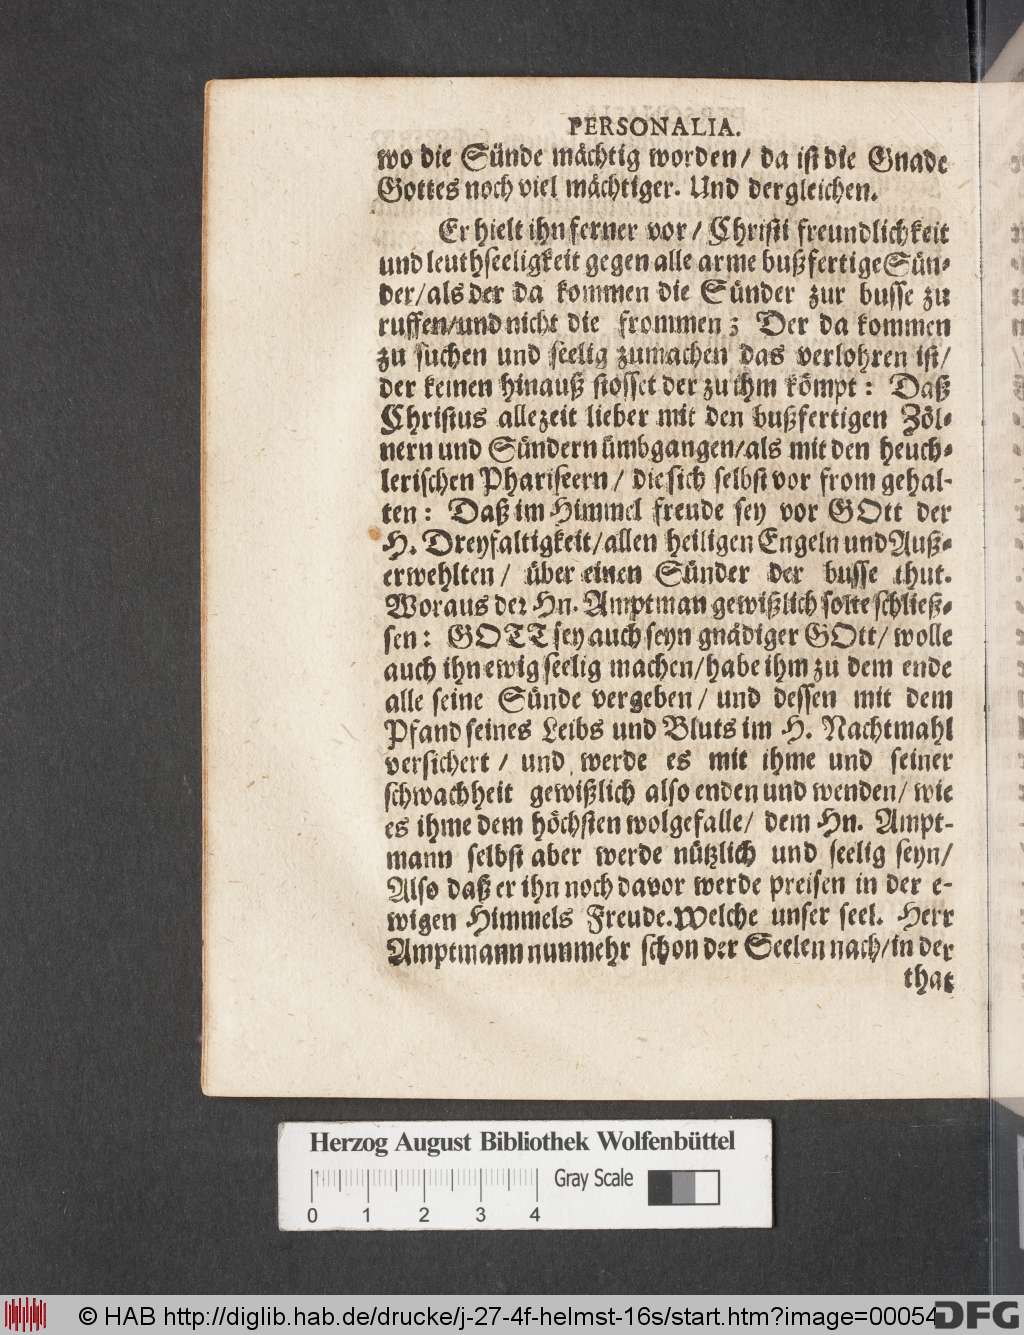 PERSONALIA.
wo die Sünde mächtig worden/ da ist die Gnade
Gottes noch viel mächtiger. Und dergleichen.
Er hielt ihn ferner vor/ Christi freundlichkeit
und leuthseeligkeit gegen alle arme bußfertige Sün-
der/als der da kommen die Sünder zur busse zu
ruffen/und nicht die frommen; Der da kommen
zu suchen und seelig zumachen das verlohren ist/
der keinen hinauß stosset der zu ihm kömpt: Daß
Christus allezeit lieber mit den bußfertigen Zöl-
nern und Sündern ümbgangen/als mit den heuch-
lerischen Phariseern/ die sich selbst vor from gehal-
ten: Daß im Himmel freude sey vor GOtt der
H. Dreyfaltigkeit/allen heiligen Engeln und Auß-
erwehlten/ über einen Sünder der busse thut.
Woraus der Hn. Amptman gewißlich solte schließ-
sen: GOTT sey auch seyn gnädiger GOtt/ wolle
auch ihn ewig seelig machen/habe ihm zu dem ende
alle seine Sünde vergeben/ und dessen mit dem
Pfand seines Leibs und Bluts im H. Nachtmahl
versichert/ und werde es mit ihme und seiner
schwachheit gewißlich also enden und wenden/ wie
es ihme dem höchsten wolgefalle/ dem Hn. Ampt-
mann selbst aber werde nützlich und seelig seyn/
Also daß er ihn noch davor werde preisen in der e-
wigen Himmels Freude. Welche unser seel. Herr
Amptmann nunmehr schon der Seelen nach/in der
that
Herzog August Bibliothek Wolfenbüttel
Gray Scale
0 1 2 3 4
© HAB http://diglib.hab.de/drucke/j-27-4f-helmst-16s/start.htm?image=00054
DFG